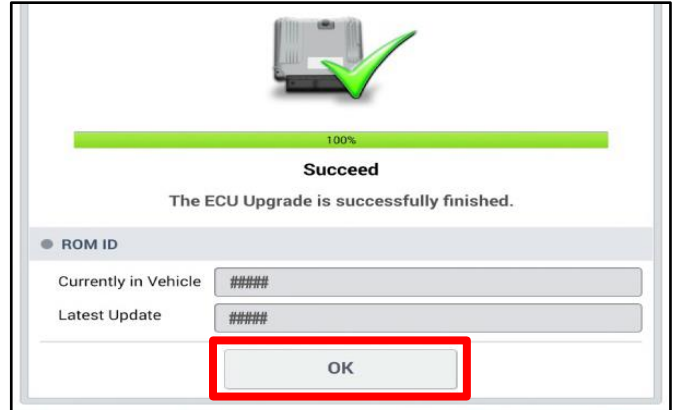 100%
Succeed
The ECU Upgrade is successfully finished.
ROM ID
Currently in Vehicle #####
Latest Update #####
OK